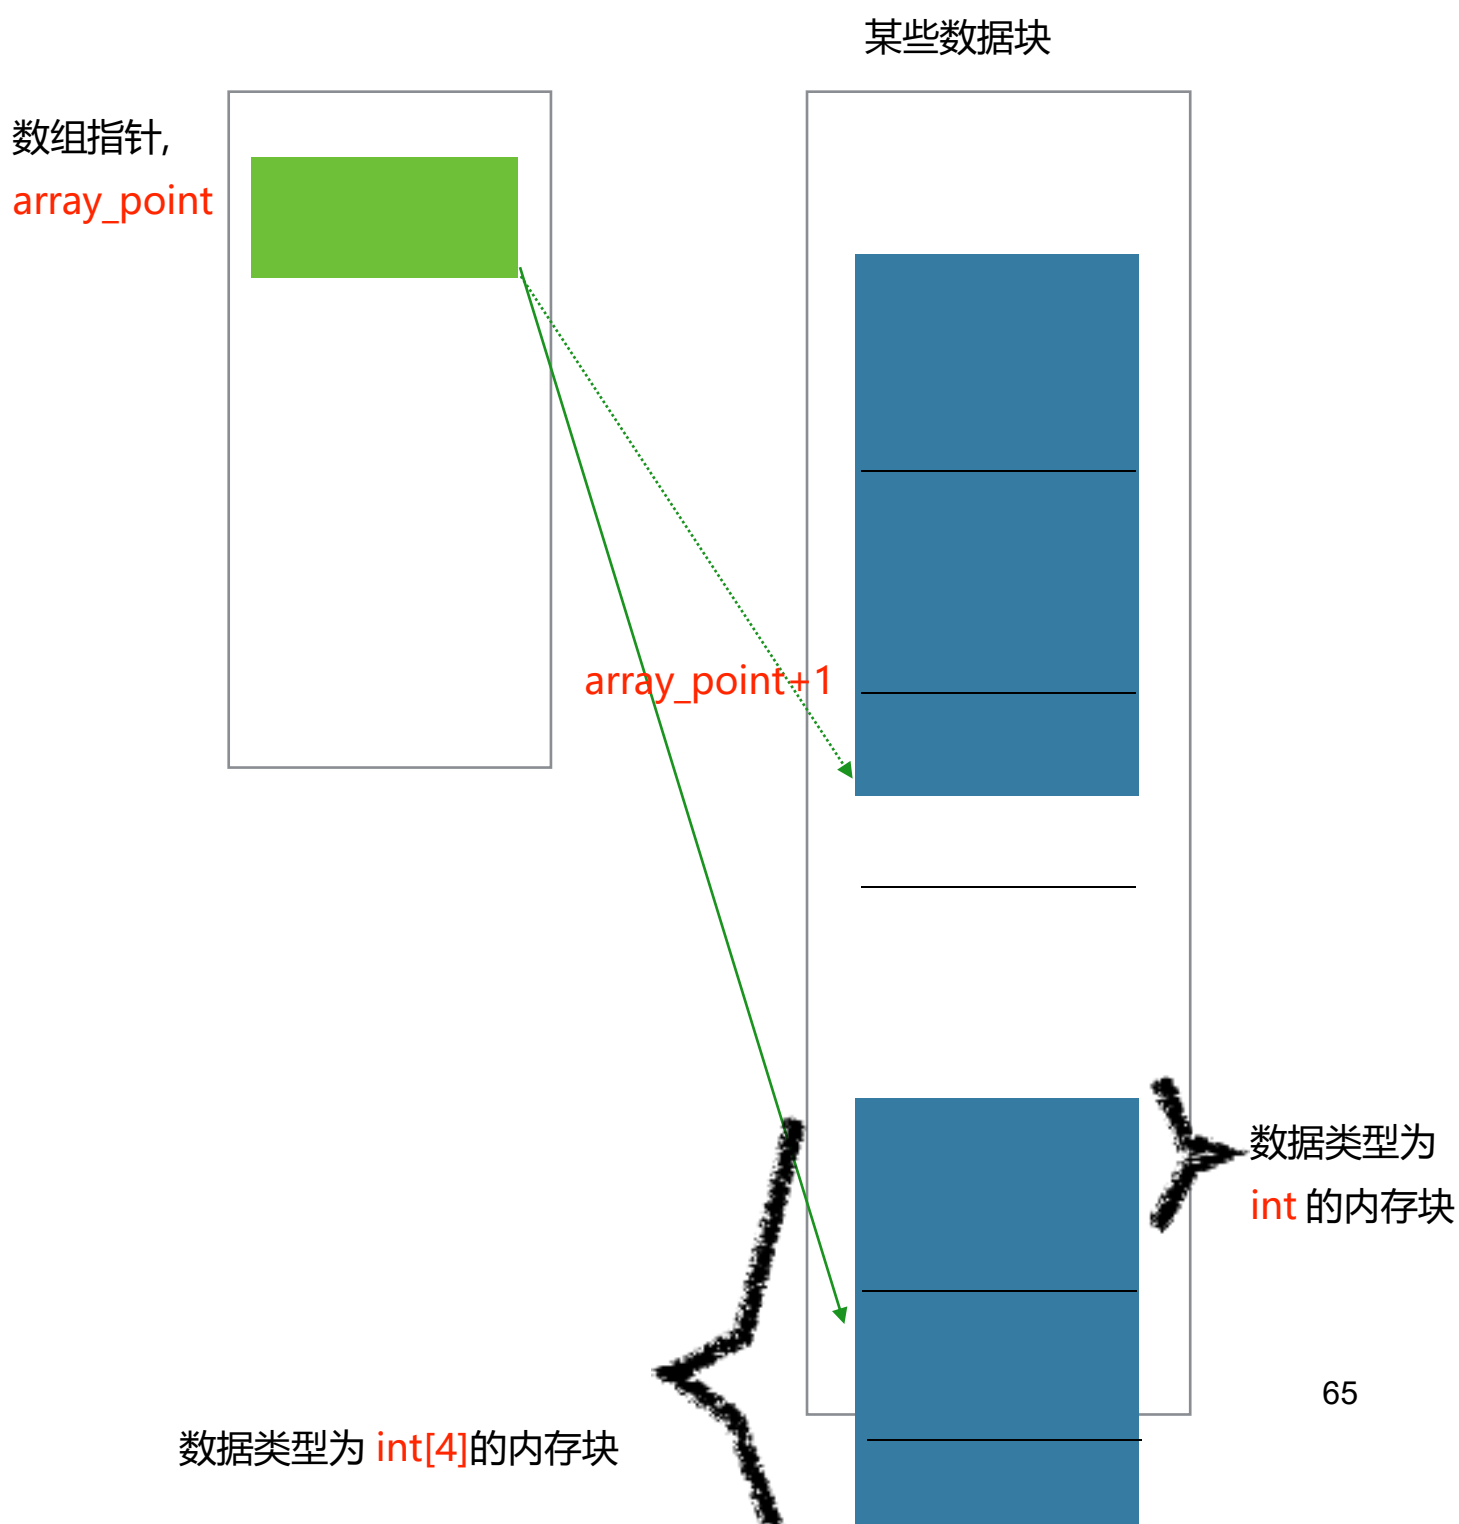 某些数据块
数组指针,
array_point
array_point+1
数据类型为
int 的内存块
65
数据类型为 int[4]的内存块